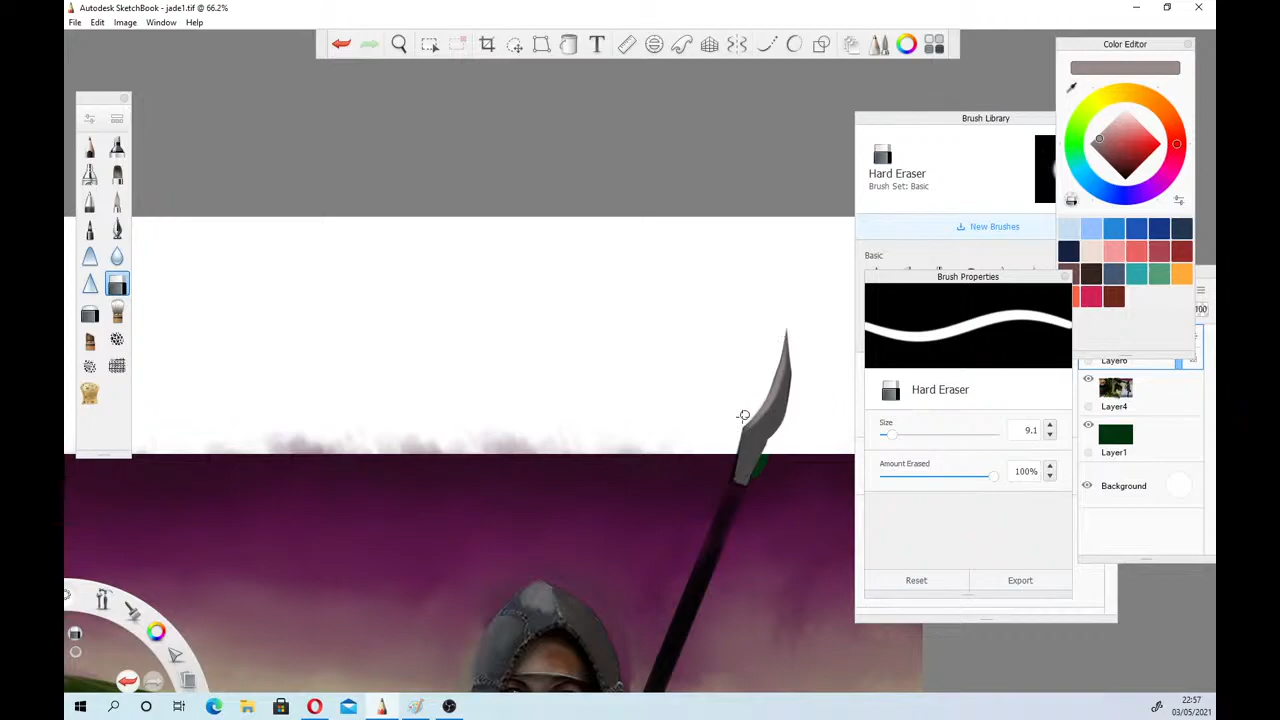 Autodesk SketchBook - jade1.tif @ 66.2%
File Edit Image Window Help
Color Editor
Brush Library
Hard Eraser
Brush Set: Basic
New Brushes
Basic
Brush Properties
100
Layer6
Hard Eraser
Layer4
Size
9.1
Layer1
Amount Erased
100%
Background
Reset
Export
22:57
03/05/2021